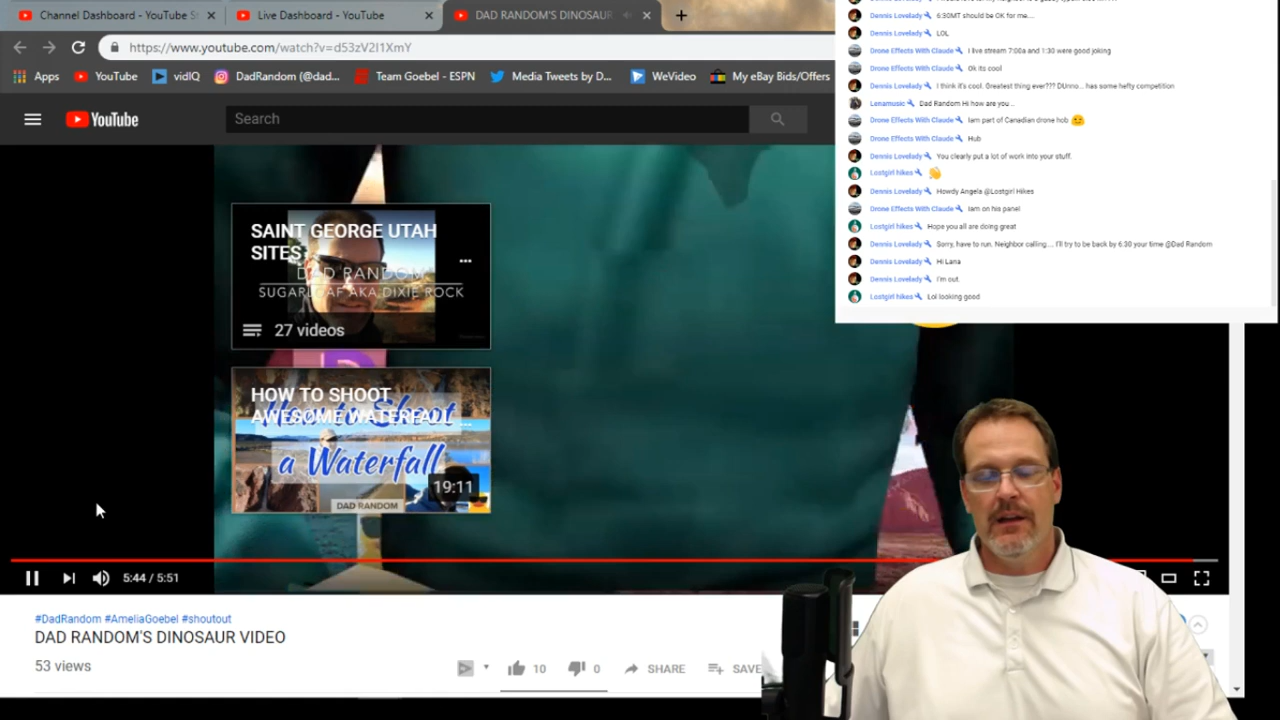 Channel Dashboard - YouTube St
Live Dashboard - YouTube
DAD RANDOM'S DINOSAUR
https://www.youtube.com/watch?v=d53zV2I1XmY
Apps
YouTube
vidIQ
DadRandom (@dad...
Team Goebel - ESPN
Media Tweets by D...
WeVideo
My eBay Bids/Offers
YouTube
Search
Dennis Lovelady 6:30MT should be OK for me...
Dennis Lovelady LOL
Drone Effects With Claude I live stream 7:00a and 1:30 were good joking
Drone Effects With Claude Ok its cool
Dennis Lovelady I think it's cool. Greatest thing ever??? DUnno... has some hefty competition
Lenamusic Dad Random Hi how are you...
Drone Effects With Claude Iam part of Canadian drone hob
Drone Effects With Claude Hub
Dennis Lovelady You clearly put a lot of work into your stuff.
Lostgirl hikes
Dennis Lovelady Howdy Angela @Lostgirl Hikes
Drone Effects With Claude Iam on his panel
Lostgirl hikes Hope you all are doing great
Dennis Lovelady Sorry, have to run. Neighbor calling.... I'll try to be back by 6:30 your time @Dad Random
Dennis Lovelady Hi Lana
Dennis Lovelady I'm out.
Lostgirl hikes Lol looking good
SAINT GEORGE UTAH
SITES?
DAD RANDOM
SUGARLOAF AKA DIXIE ROCK
27 videos
HOW TO SHOOT
AWESOME WATERFALL ...
How to Shoot
a Waterfall
19:11
DAD RANDOM
5:44 / 5:51
#DadRandom #AmeliaGoebel #shoutout
DAD RANDOM'S DINOSAUR VIDEO
53 views
10
0
SHARE
SAVE